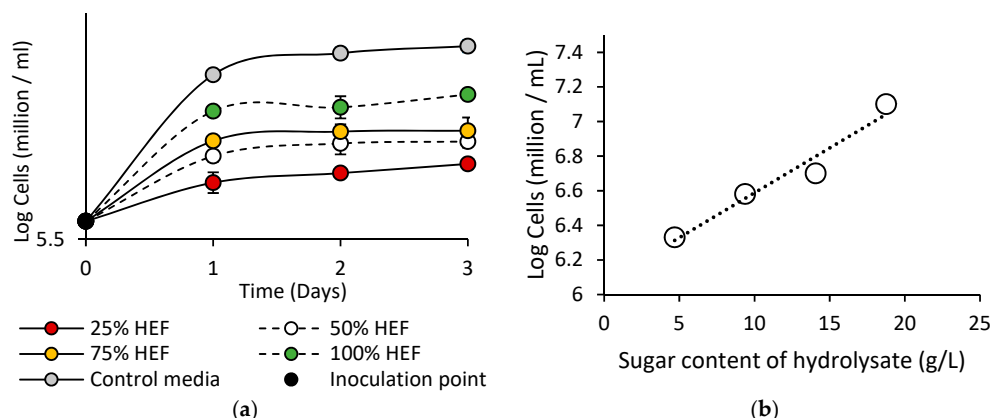 (a)
Log Cells (million / ml)
5.5
0 1 2 3
Time (Days)
25% HEF 50% HEF
75% HEF 100% HEF
Control media Inoculation point
(a)
(b)
Log Cells (million / mL)
7.4
7.2
7
6.8
6.6
6.4
6.2
6
0 5 10 15 20 25
Sugar content of hydrolysate (g/L)
(b)